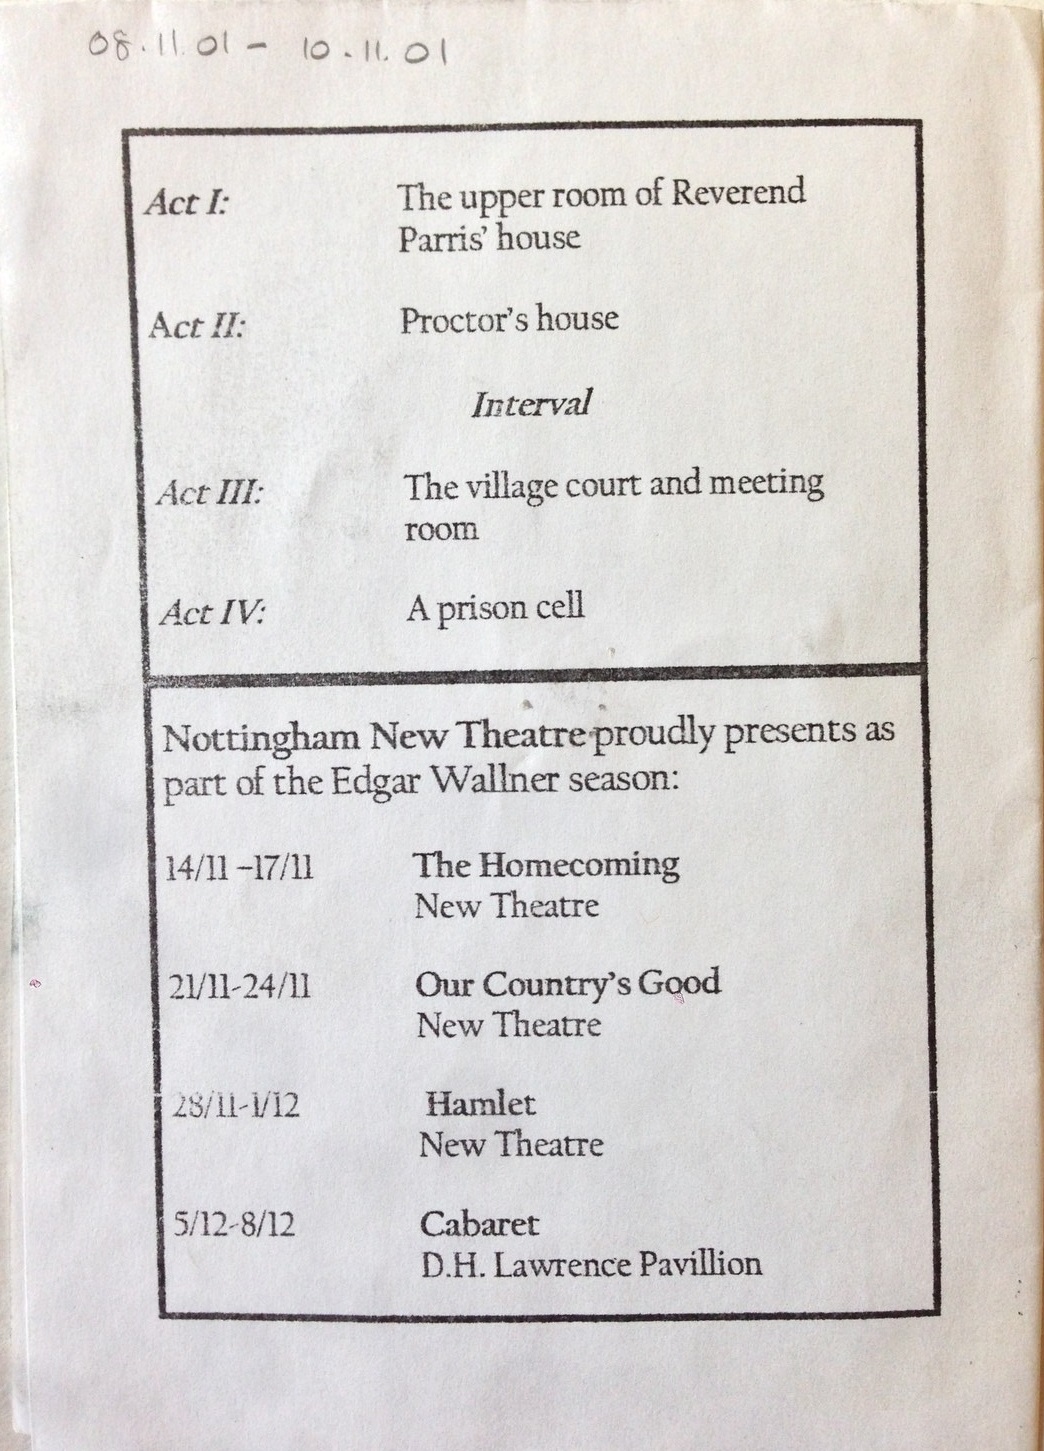 08.11.01 - 10.11.01
Act I: The upper room of Reverend
Parris' house
Act II: Proctor's house
Interval
Act III: The village court and meeting
room
Act IV: A prison cell
Nottingham New Theatre proudly presents as
part of the Edgar Wallner season:
14/11 –17/11 The Homecoming
New Theatre
21/11-24/11 Our Country's Good
New Theatre
28/11-1/12 Hamlet
New Theatre
5/12-8/12 Cabaret
D.H. Lawrence Pavillion